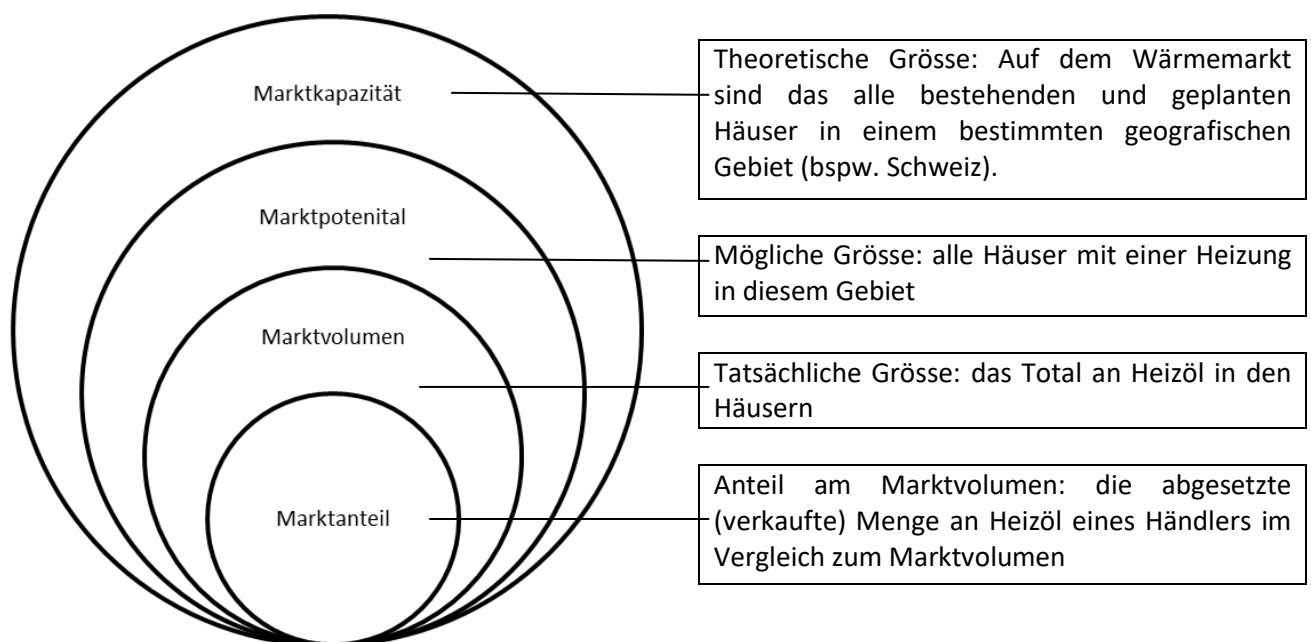 Marktkapazität
Theoretische Grösse: Auf dem Wärmemarkt
sind das alle bestehenden und geplanten
Häuser in einem bestimmten geografischen
Gebiet (bspw. Schweiz).
Marktpotenital
Mögliche Grösse: alle Häuser mit einer Heizung
in diesem Gebiet
Marktvolumen
Tatsächliche Grösse: das Total an Heizöl in den
Häusern
Marktanteil
Anteil am Marktvolumen: die abgesetzte
(verkaufte) Menge an Heizöl eines Händlers im
Vergleich zum Marktvolumen